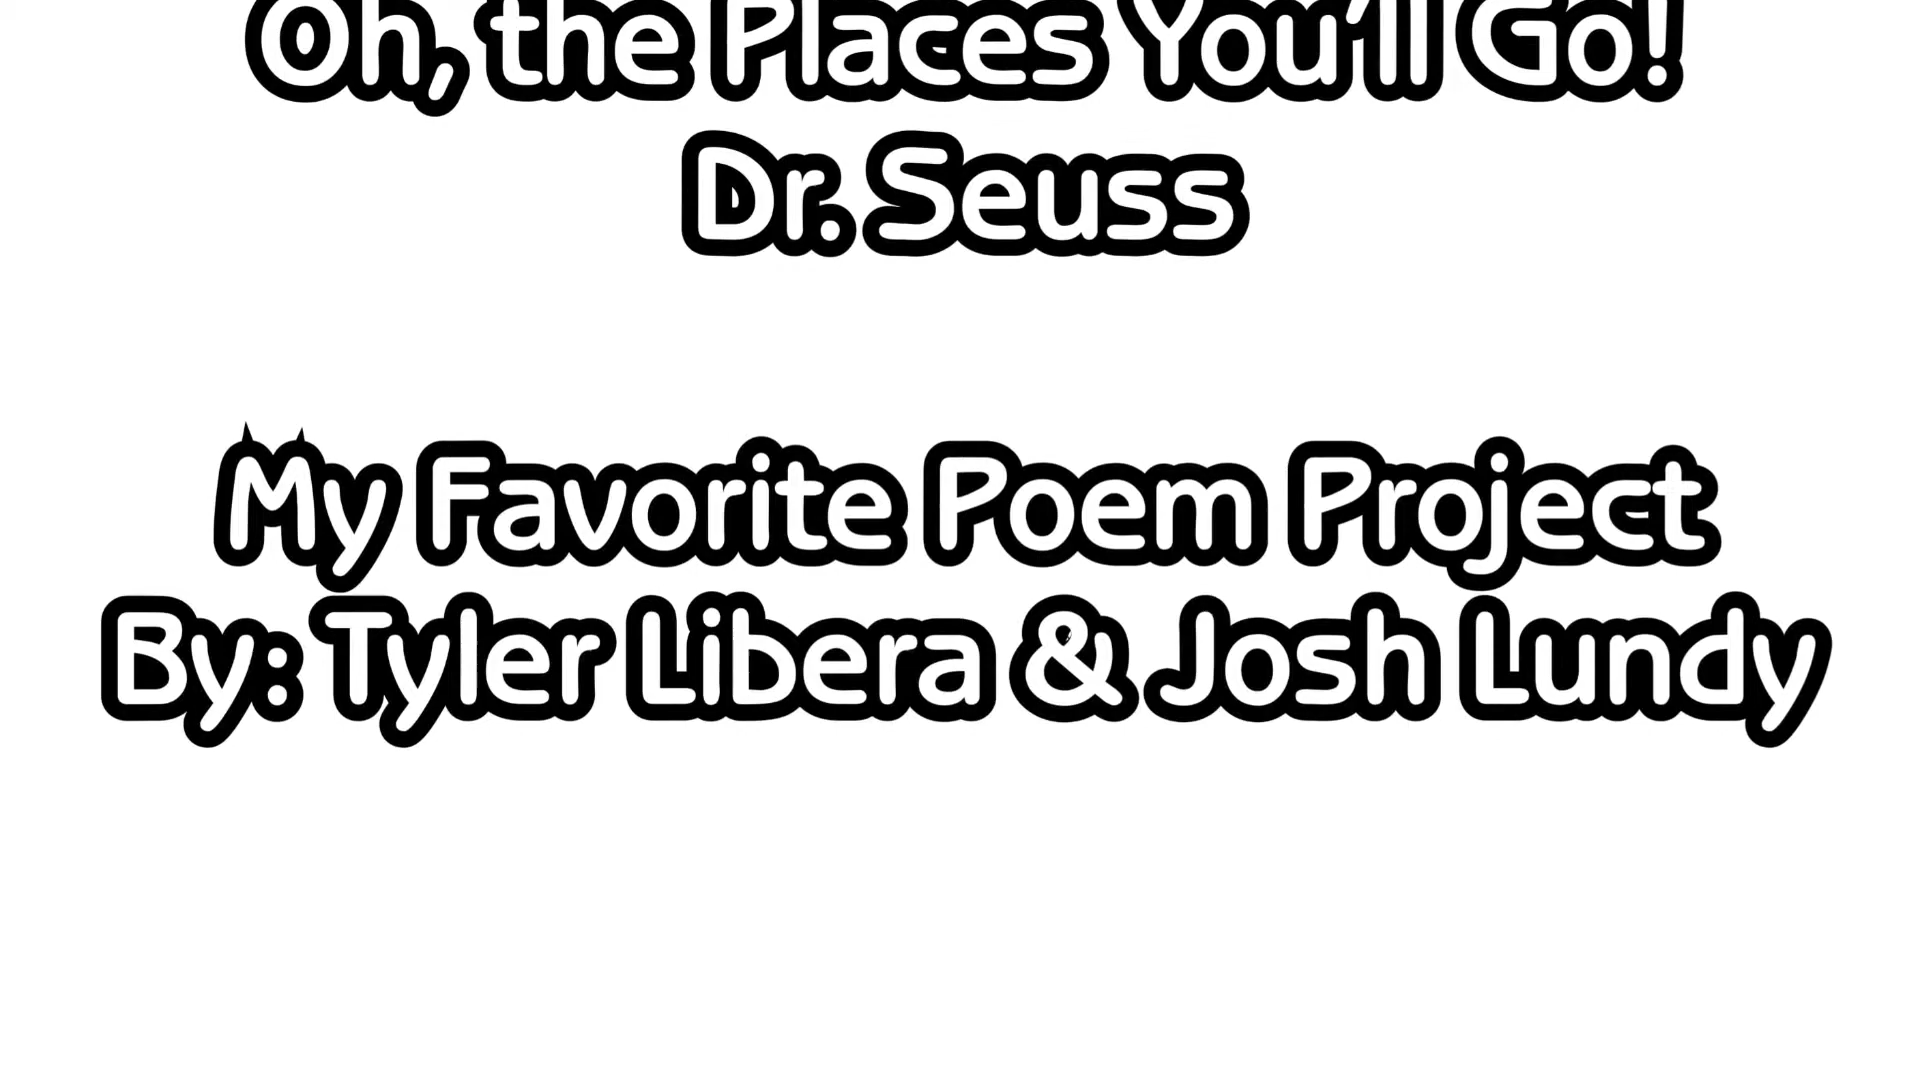 Oh, the Places You'll Go!
Dr. Seuss
My Favorite Poem Project
By: Tyler Libera & Josh Lundy